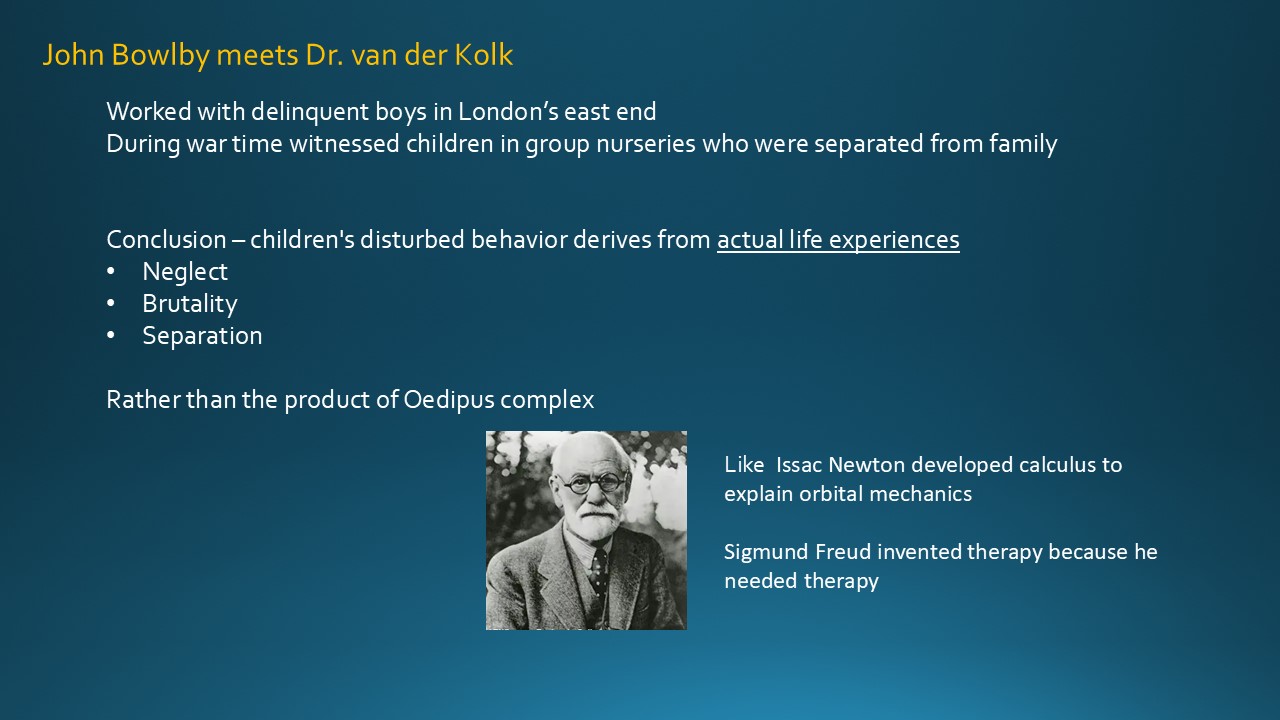 John Bowlby meets Dr. van der Kolk
Worked with delinquent boys in London’s east end
During war time witnessed children in group nurseries who were separated from family
Conclusion – children's disturbed behavior derives from actual life experiences
• Neglect
• Brutality
• Separation
Rather than the product of Oedipus complex
Like  Issac Newton developed calculus to
explain orbital mechanics
Sigmund Freud invented therapy because he
needed therapy